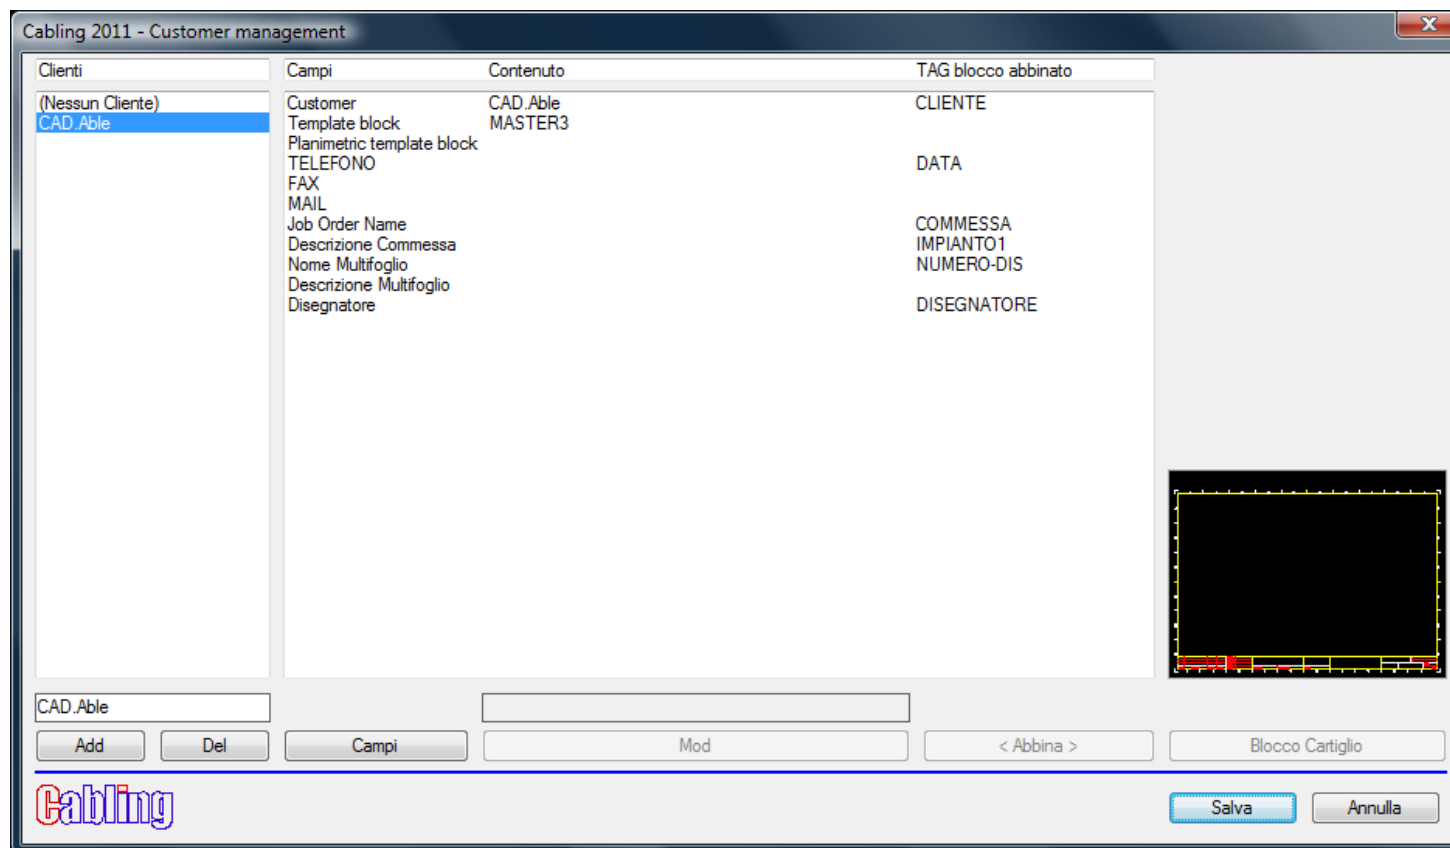 Cabling 2011 - Customer management
Clienti Campi Contenuto TAG blocco abbinato
(Nessun Cliente) Customer CAD.Able CLIENTE
CAD.Able Template block MASTER3
Planimetric template block
TELEFONO DATA
FAX
MAIL
Job Order Name COMMESSA
Descrizione Commessa IMPIANTO1
Nome Multifoglio NUMERO-DIS
Descrizione Multifoglio
Disegnatore DISEGNATORE
CAD.Able
Add Del Campi Mod < Abbina > Blocco Cartiglio
Cabling Salva Annulla